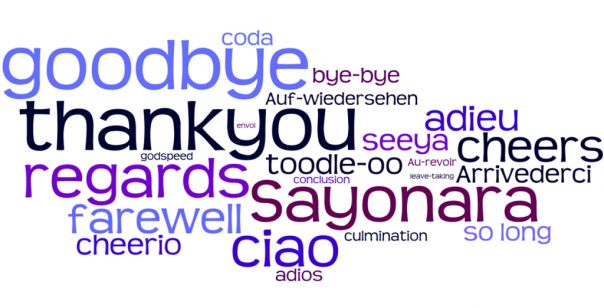 coda
goodbye
bye-bye
Auf-wiedersehen
adieu
thankyou
envoi
seeya
cheers
godspeed
toodle-oo
Au-revoir
Arrivederci
regards
conclusion
leave-taking
sayonara
farewell
so long
cheerio
ciao
culmination
adios